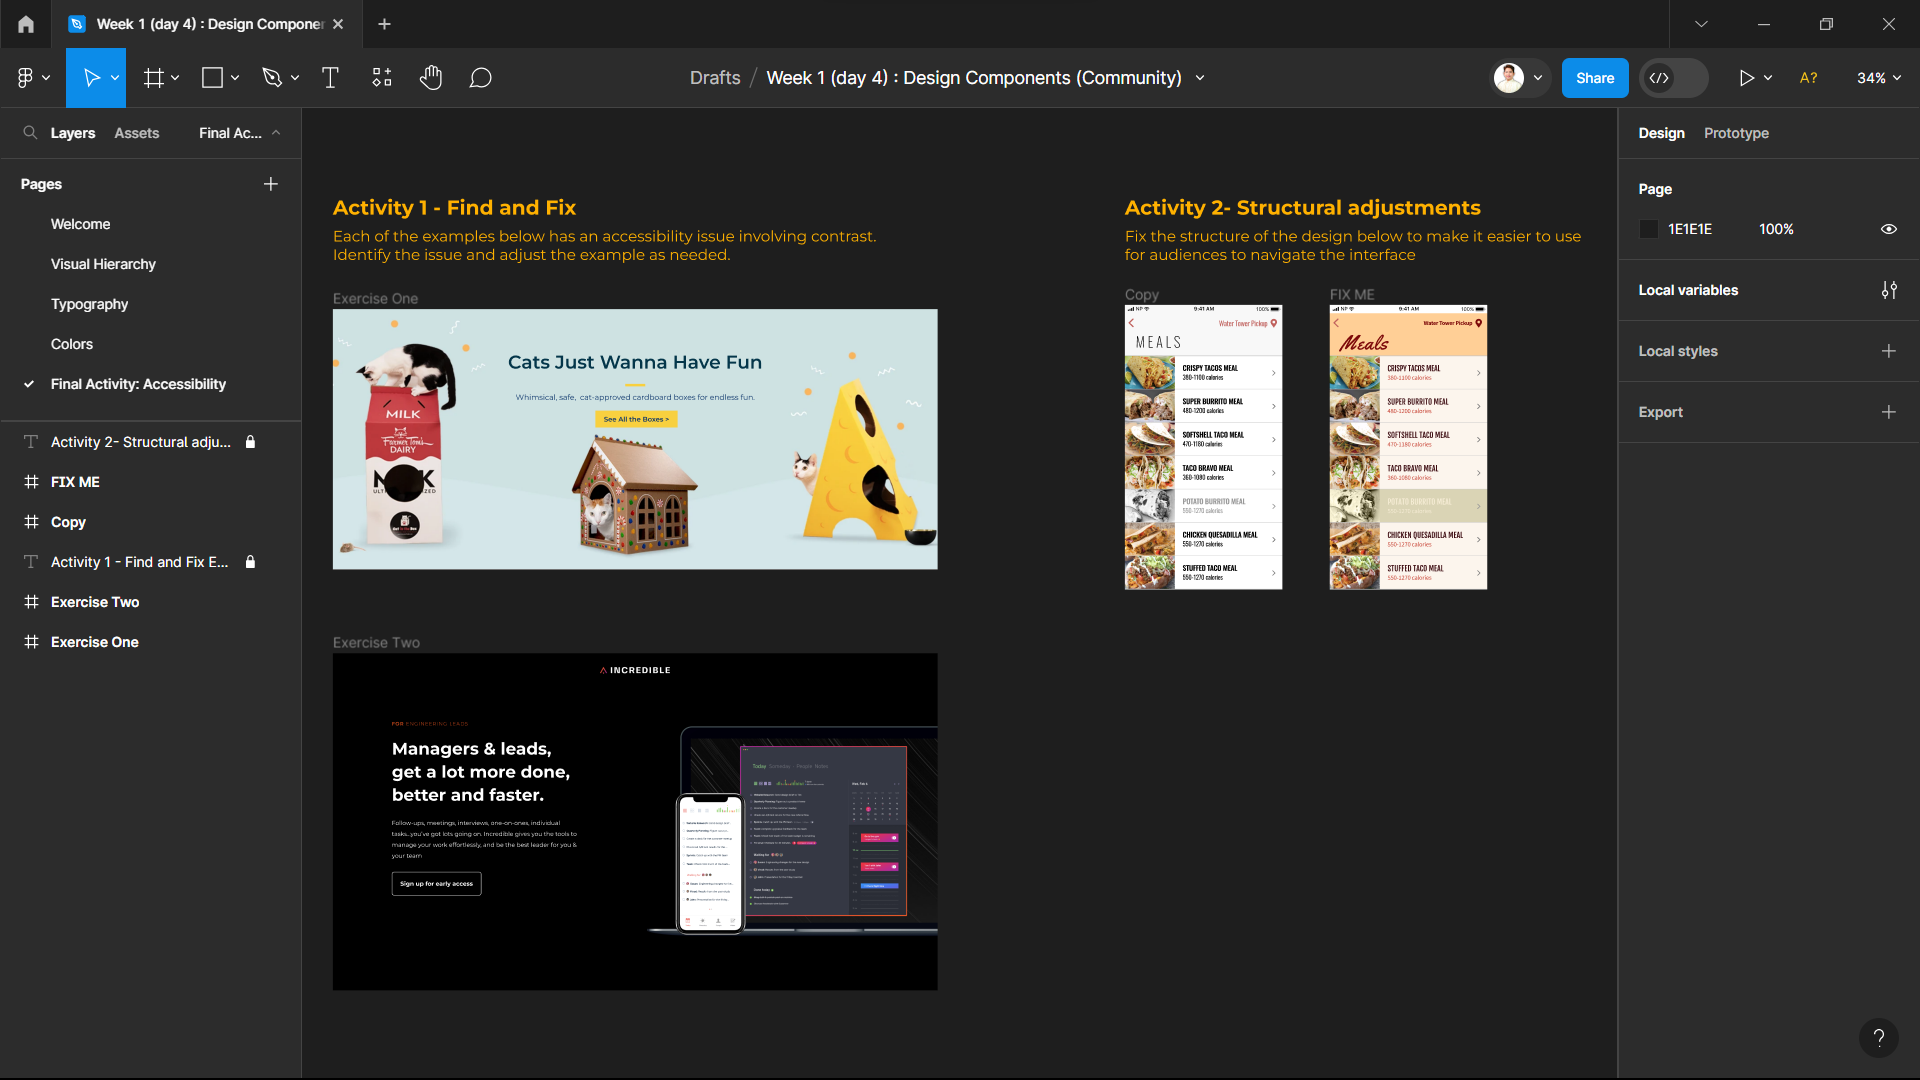 Week 1 (day 4) : Design Componer
Drafts / Week 1 (day 4) : Design Components (Community)
Share
A?
34%
Layers
Assets
Final Ac...
Pages
Welcome
Visual Hierarchy
Typography
Colors
Final Activity: Accessibility
Activity 2- Structural adju...
FIX ME
Copy
Activity 1 - Find and Fix E...
Exercise Two
Exercise One
Activity 1 - Find and Fix
Each of the examples below has an accessibility issue involving contrast.
Identify the issue and adjust the example as needed.
Exercise One
Cats Just Wanna Have Fun
Whimsical, safe, cat-approved cardboard boxes for endless fun.
See All the Boxes >
MILK
Farmer Tom's
DAIRY
Exercise Two
INCREDIBLE
FOR ENGINEERING LEADS
Managers & leads,
get a lot more done,
better and faster.
Follow-ups, meetings, interviews, one-on-ones, individual
tasks...you've got lots going on. Incredible gives you the tools to
manage your work effortlessly, and be the best leader for you &
your team
Sign up for early access
Today Someday People Notes
Activity 2- Structural adjustments
Fix the structure of the design below to make it easier to use
for audiences to navigate the interface
Copy
NP
9:41 AM
100%
Water Tower Pickup
MEALS
CRISPY TACOS MEAL
380-1100 calories
SUPER BURRITO MEAL
480-1200 calories
SOFTSHELL TACO MEAL
470-1180 calories
TACO BRAVO MEAL
360-1080 calories
POTATO BURRITO MEAL
550-1270 calories
CHICKEN QUESADILLA MEAL
550-1270 calories
STUFFED TACO MEAL
550-1270 calories
FIX ME
NP
9:41 AM
100%
Water Tower Pickup
Meals
CRISPY TACOS MEAL
380-1100 calories
SUPER BURRITO MEAL
480-1200 calories
SOFTSHELL TACO MEAL
470-1180 calories
TACO BRAVO MEAL
360-1080 calories
POTATO BURRITO MEAL
550-1270 calories
CHICKEN QUESADILLA MEAL
550-1270 calories
STUFFED TACO MEAL
550-1270 calories
Design
Prototype
Page
1E1E1E
100%
Local variables
Local styles
Export
?